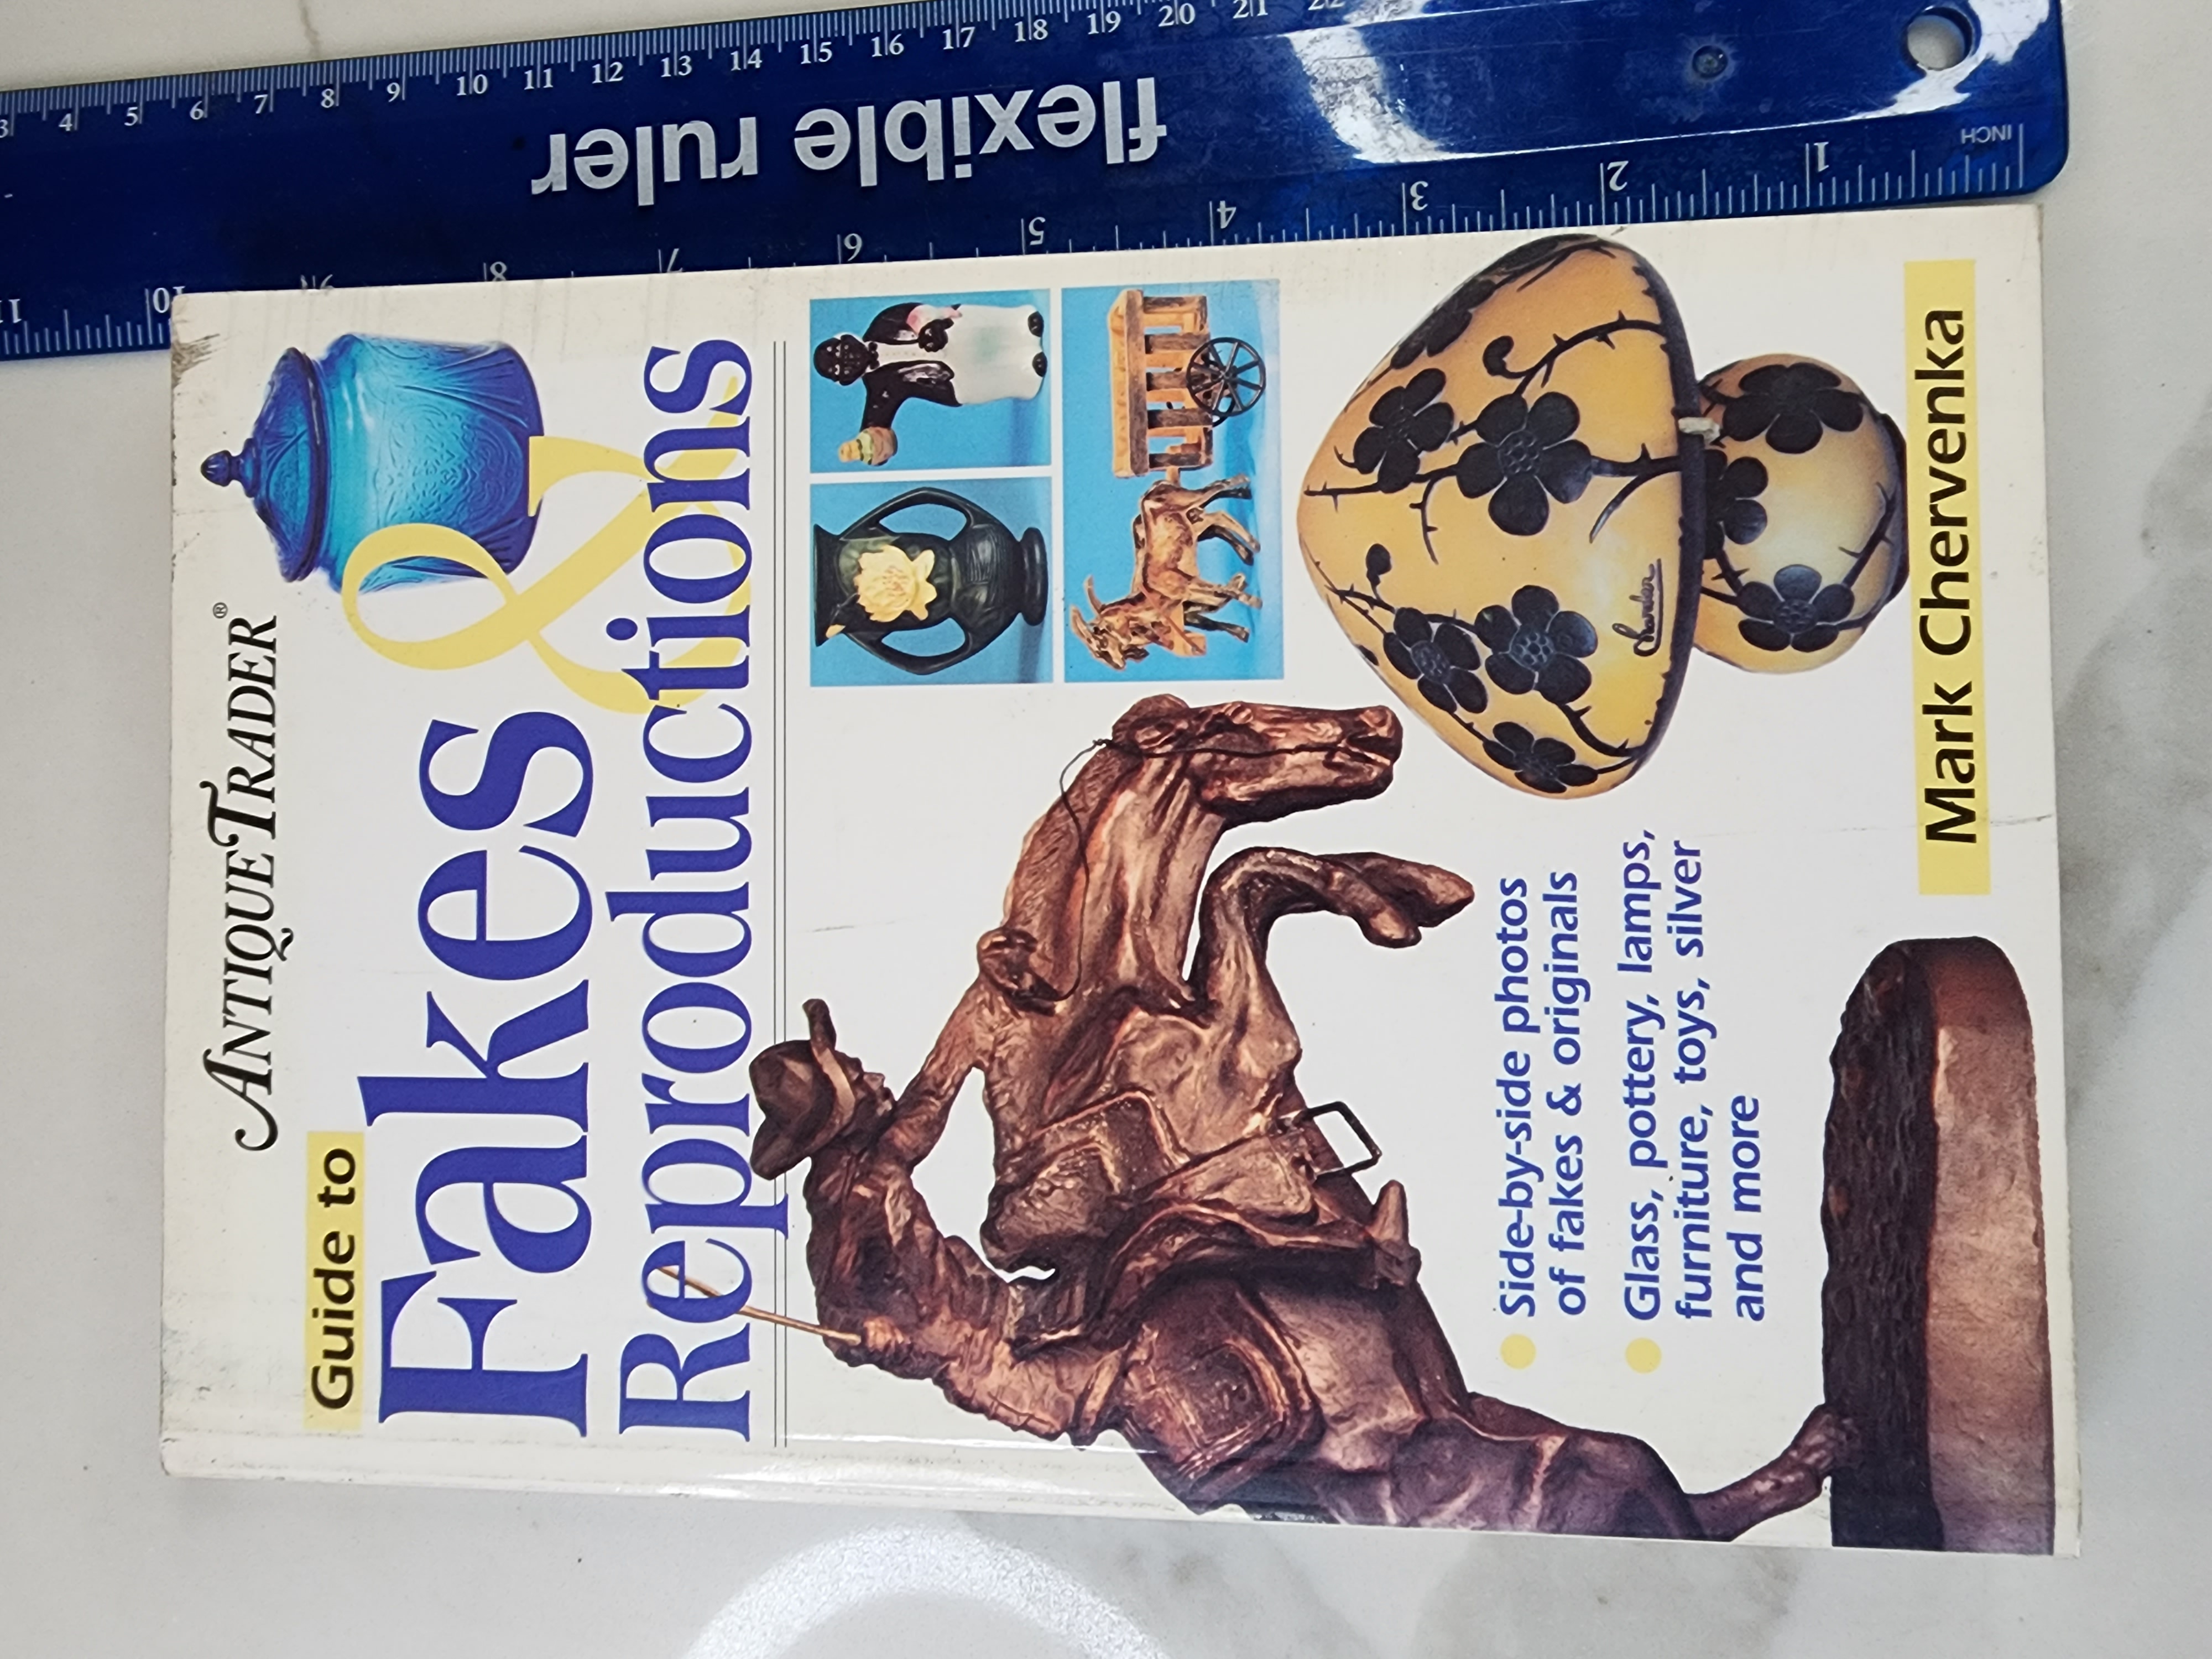 ANTIQUE TRADER®
Guide to
Fakes &
Reproductions
Side-by-side photos
of fakes & originals
Glass, pottery, lamps,
furniture, toys, silver
and more
Mark Chervenka
3 4 5 6 7 8 9 10 11 12 13 14 15 16 17 18 19 20 21 22
flexible ruler
INCH 1 2 3 4 5 6 7 8 9 10 11